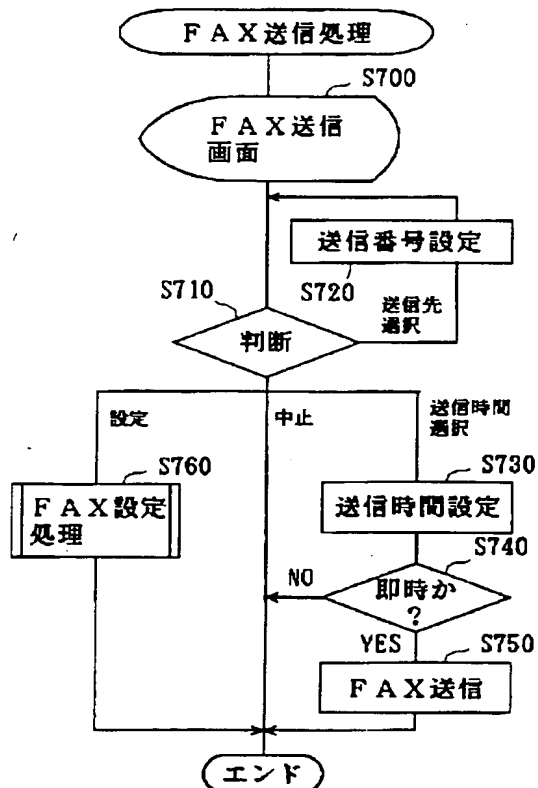 FAX送信処理
S700
FAX送信
画面
送信番号設定
S720
S710
送信先
選択
判断
設定
中止
送信時間
選択
S760
FAX設定
処理
S730
送信時間設定
S740
NO
即時か
?
YES
S750
FAX送信
エンド